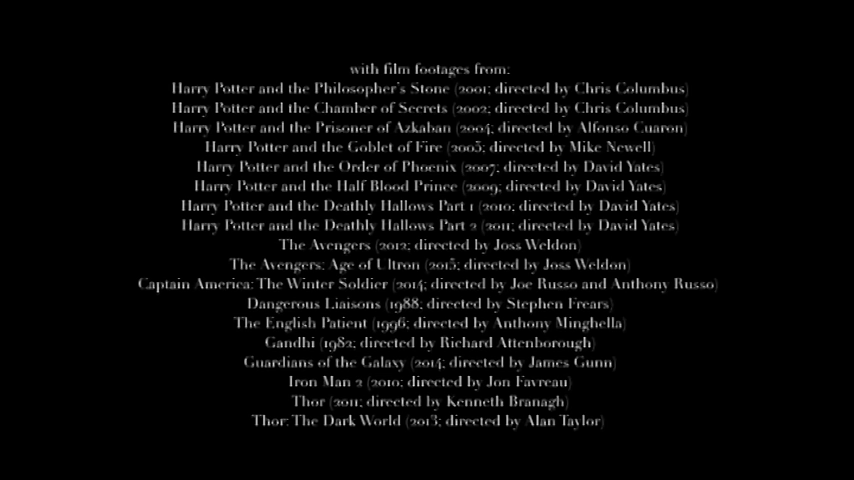 with film footages from:
Harry Potter and the Philosopher's Stone (2001; directed by Chris Columbus)
Harry Potter and the Chamber of Secrets (2002; directed by Chris Columbus)
Harry Potter and the Prisoner of Azkaban (2004; directed by Alfonso Cuaron)
Harry Potter and the Goblet of Fire (2005; directed by Mike Newell)
Harry Potter and the Order of Phoenix (2007; directed by David Yates)
Harry Potter and the Half Blood Prince (2009; directed by David Yates)
Harry Potter and the Deathly Hallows Part 1 (2010; directed by David Yates)
Harry Potter and the Deathly Hallows Part 2 (2011; directed by David Yates)
The Avengers (2012; directed by Joss Weldon)
The Avengers: Age of Ultron (2015; directed by Joss Weldon)
Captain America: The Winter Soldier (2014; directed by Joe Russo and Anthony Russo)
Dangerous Liaisons (1988; directed by Stephen Frears)
The English Patient (1996; directed by Anthony Minghella)
Gandhi (1982; directed by Richard Attenborough)
Guardians of the Galaxy (2014; directed by James Gunn)
Iron Man 2 (2010; directed by Jon Favreau)
Thor (2011; directed by Kenneth Branagh)
Thor: The Dark World (2013; directed by Alan Taylor)